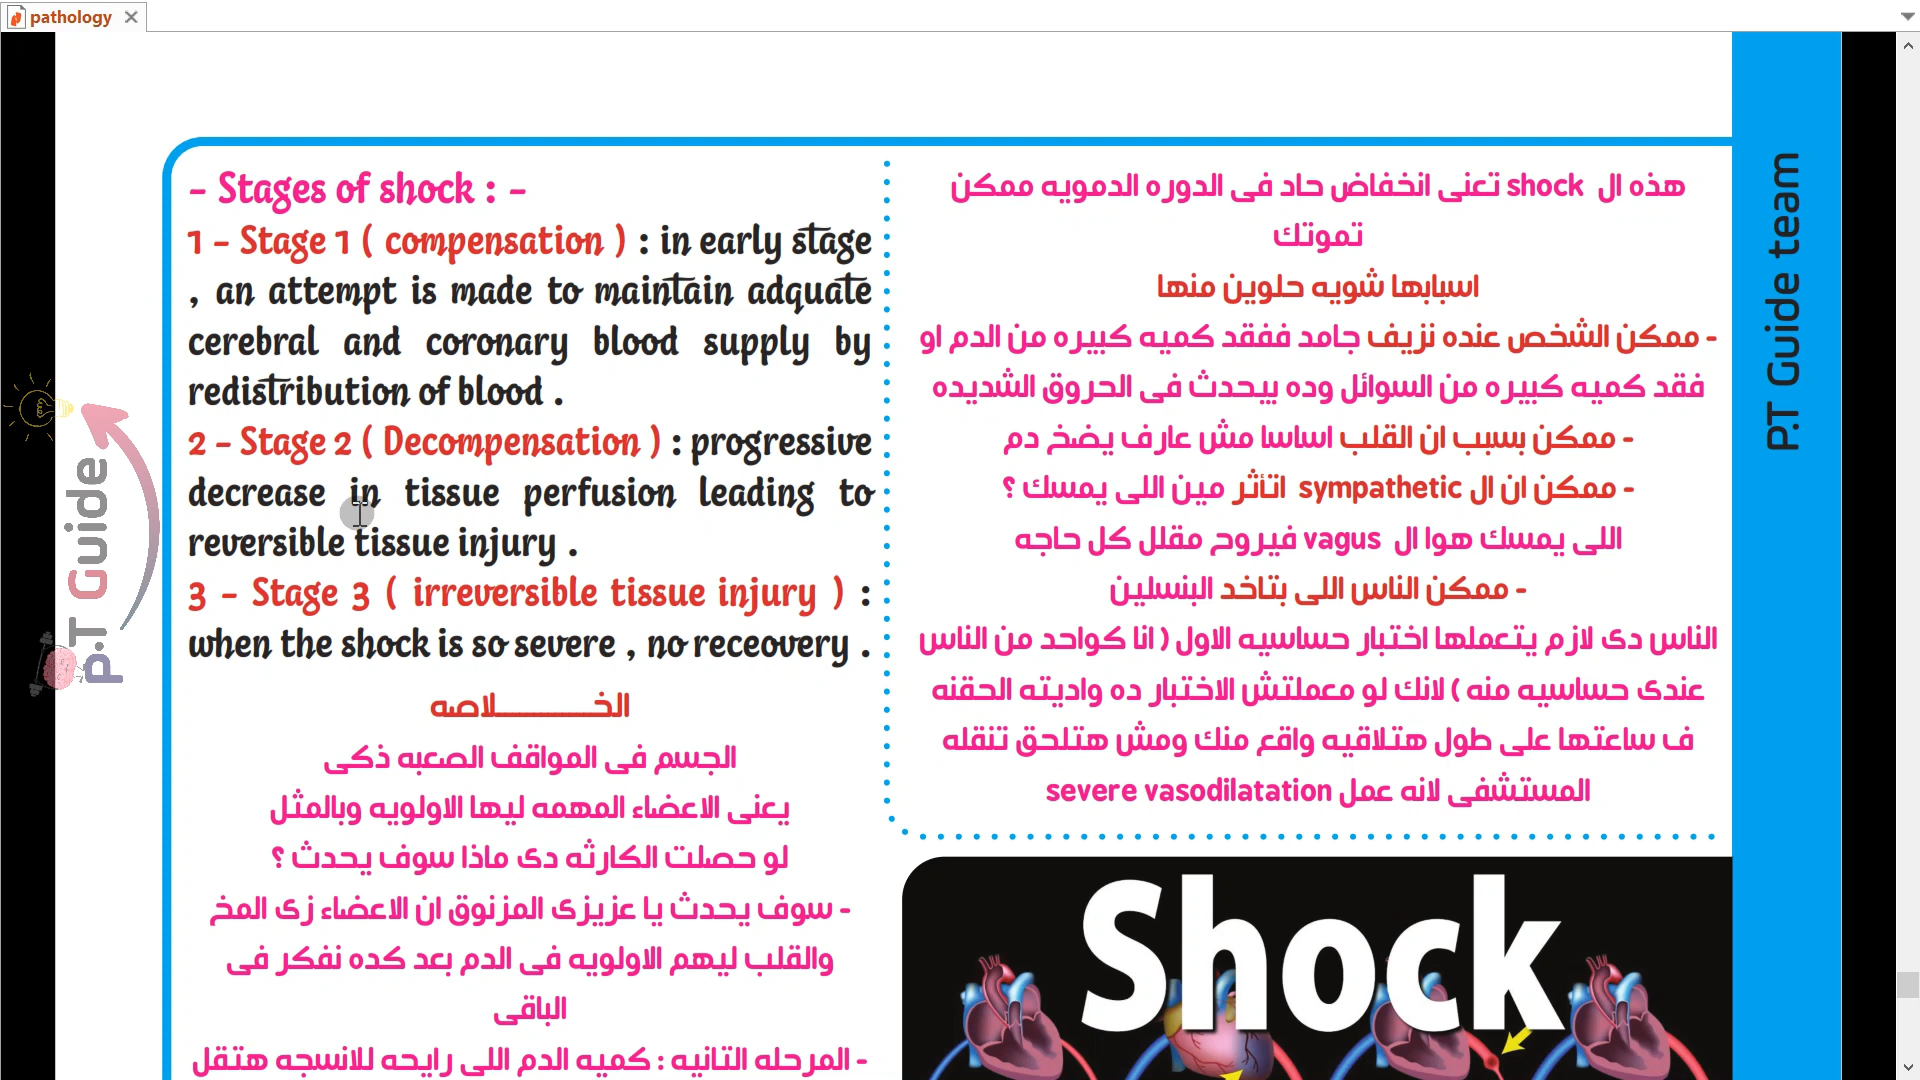 pathology
- Stages of shock : -
1 - Stage 1 ( compensation ) : in early stage
, an attempt is made to maintain adquate
cerebral and coronary blood supply by
redistribution of blood .
2 - Stage 2 ( Decompensation ) : progressive
decrease in tissue perfusion leading to
reversible tissue injury .
3 - Stage 3 ( irreversible tissue injury ) :
when the shock is so severe , no receovery .
الخـــــــــــلاصه
الجسم فى المواقف الصعبه ذكى
يعنى الاعضاء المهمه ليها الاولويه وبالمثل
لو حصلت الكارثه دى ماذا سوف يحدث ؟
- سوف يحدث يا عزيزى المزنوق ان الاعضاء زى المخ
والقلب ليهم الاولويه فى الدم بعد كده نفكر فى
الباقى
- المرحله التانيه : كميه الدم اللى رايحه للانسجه هتقل
هذه ال shock تعنى انخفاض حاد فى الدوره الدمويه ممكن
تموتك
اسبابها شويه حلوين منها
- ممكن الشخص عنده نزيف جامد ففقد كميه كبيره من الدم او
فقد كميه كبيره من السوائل وده بيحدث فى الحروق الشديده
- ممكن بسبب ان القلب اساسا مش عارف يضخ دم
- ممكن ان ال sympathetic اتأثر مين اللى يمسك ؟
اللى يمسك هوا ال vagus فيروح مقلل كل حاجه
- ممكن الناس اللى بتاخد البنسلين
الناس دى لازم يتعملها اختبار حساسيه الاول ( انا كواحد من الناس
عندى حساسيه منه ) لانك لو معملتش الاختبار ده واديته الحقنه
ف ساعتها على طول هتلاقيه واقع منك ومش هتلحق تنقله
المستشفى لانه عمل severe vasodilatation
Shock
P.T Guide team
P.T Guide